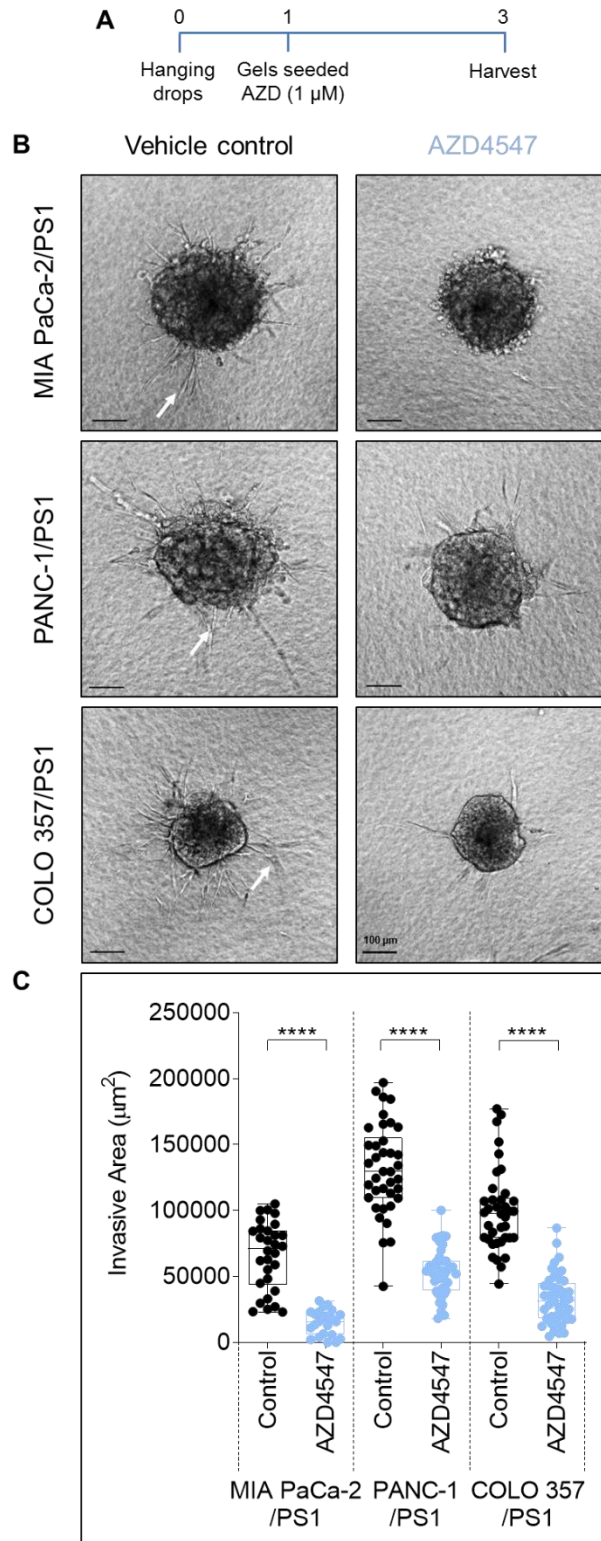 A
0 1 3
Hanging drops
Gels seeded AZD (1 µM)
Harvest
B
Vehicle control AZD4547
MIA PaCa-2/PS1
PANC-1/PS1
COLO 357/PS1
100 µm
C
Invasive Area (µm²)
250000
200000
150000
100000
50000
0
**** **** ****
Control AZD4547 Control AZD4547 Control AZD4547
MIA PaCa-2 PANC-1 COLO 357
/PS1 /PS1 /PS1